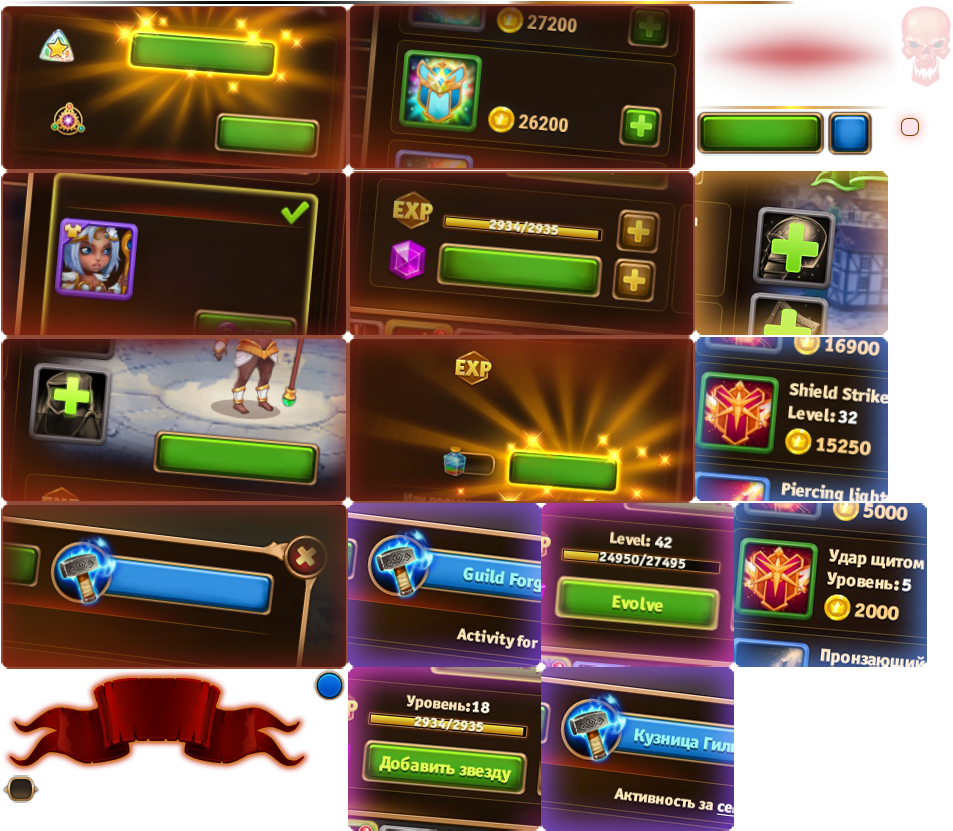 27200
26200
EXP
2934/2935
EXP
16900
Shield Strike
Level: 32
15250
Piercing light
Guild Forg
Activity for
Level: 42
24950/27495
Evolve
5000
Удар щитом
Уровень: 5
2000
Пронзающий
Уровень:18
2934/2935
Добавить звезду
Кузница Гил
Активность за се